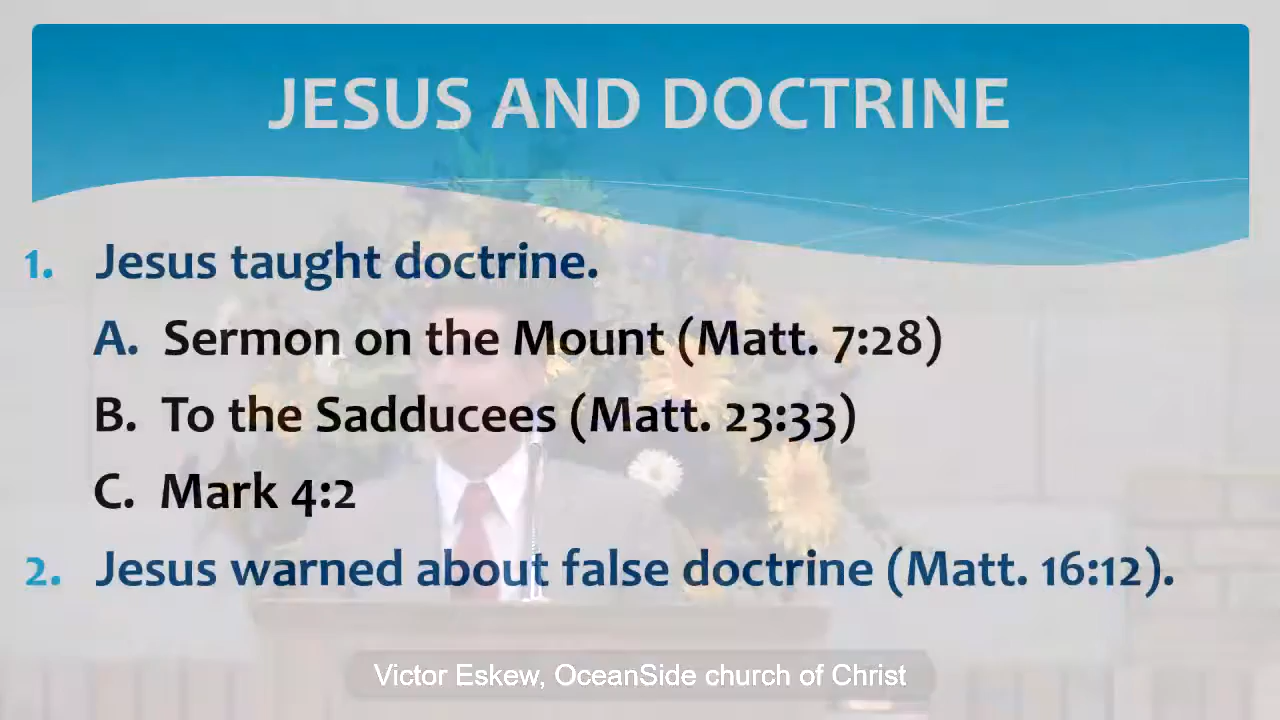 JESUS AND DOCTRINE
1. Jesus taught doctrine.
A. Sermon on the Mount (Matt. 7:28)
B. To the Sadducees (Matt. 23:33)
C. Mark 4:2
2. Jesus warned about false doctrine (Matt. 16:12).
Victor Eskew, OceanSide church of Christ